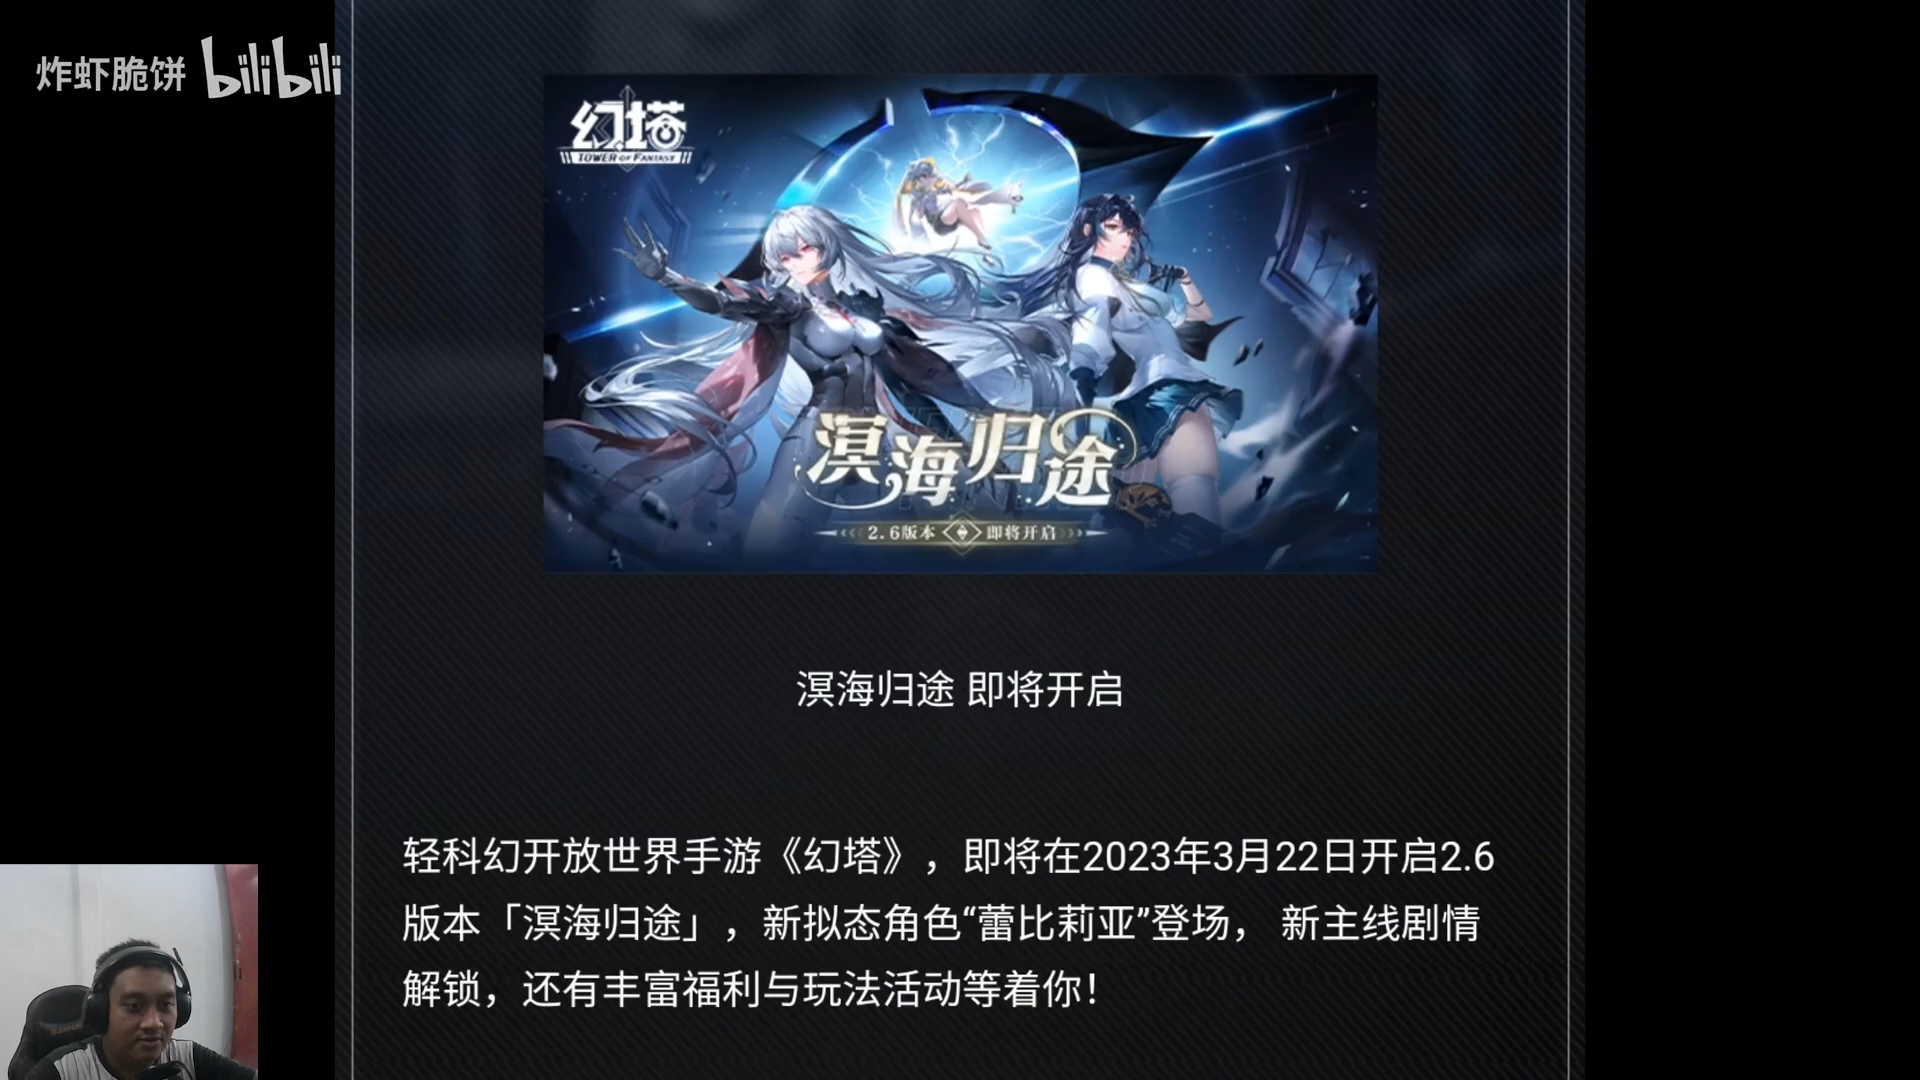 炸虾脆饼 bilibili
幻塔
TOWER OF FANTASY
溟海归途
2.6版本 即将开启
溟海归途 即将开启
轻科幻开放世界手游《幻塔》，即将在2023年3月22日开启2.6
版本「溟海归途」，新拟态角色“蕾比莉亚”登场， 新主线剧情
解锁，还有丰富福利与玩法活动等着你！